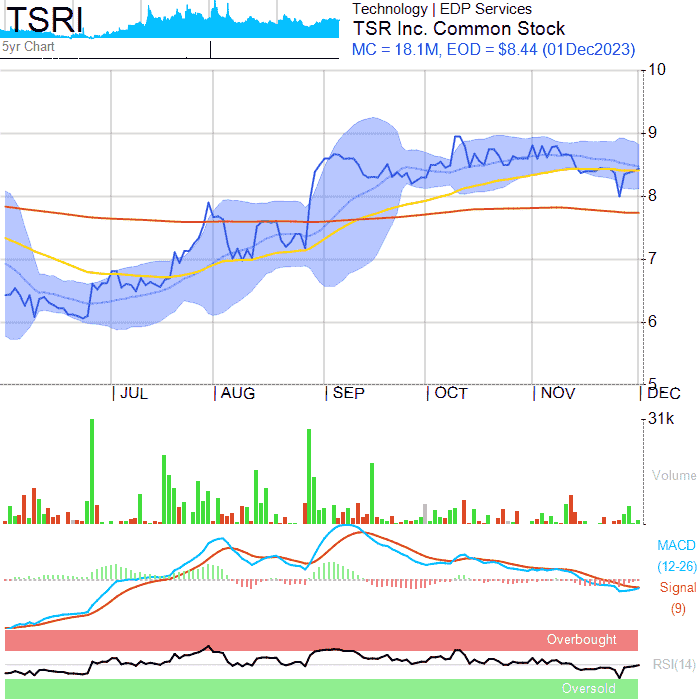 TSRI
5yr Chart
Technology | EDP Services
TSR Inc. Common Stock
MC = 18.1M, EOD = $8.44 (01Dec2023)
10
9
8
7
6
5
JUL AUG SEP OCT NOV DEC
31k
Volume
MACD
(12-26)
Signal
(9)
Overbought
RSI(14)
Oversold